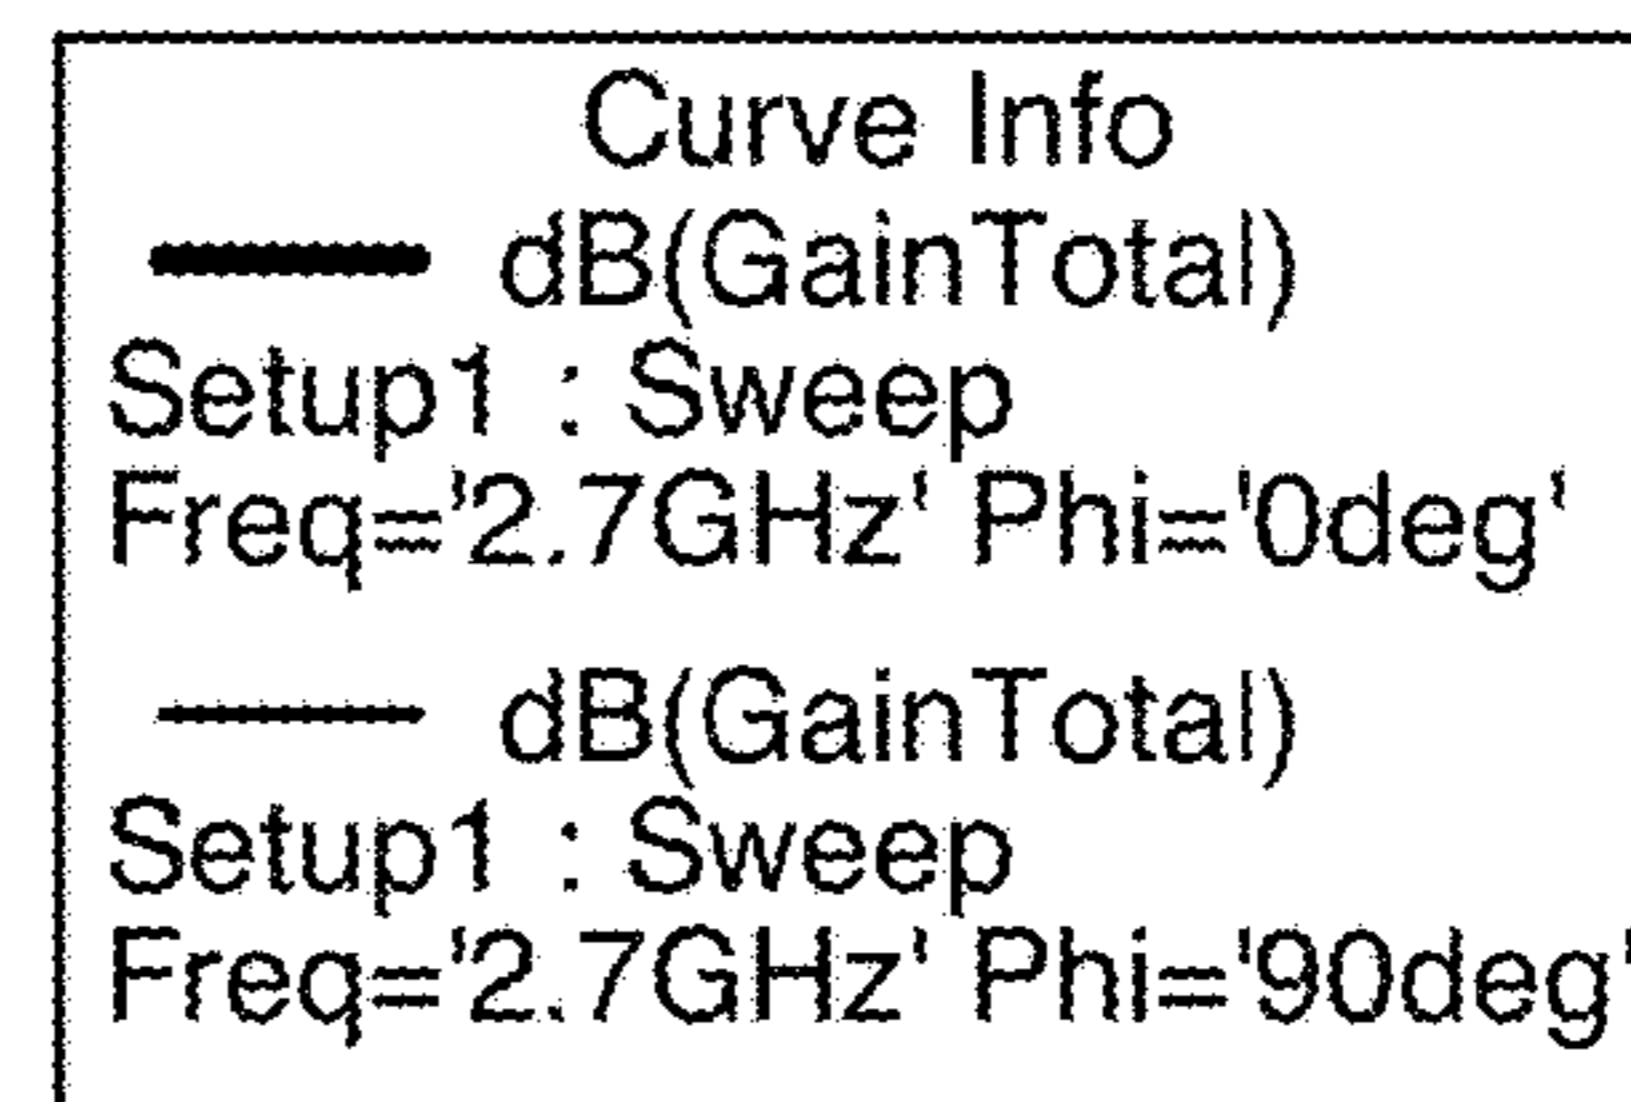 Curve Info
dB(GainTotal)
Setup1 : Sweep
Freq='2.7GHz' Phi='0deg'
dB(GainTotal)
Setup1 : Sweep
Freq='2.7GHz' Phi='90deg'